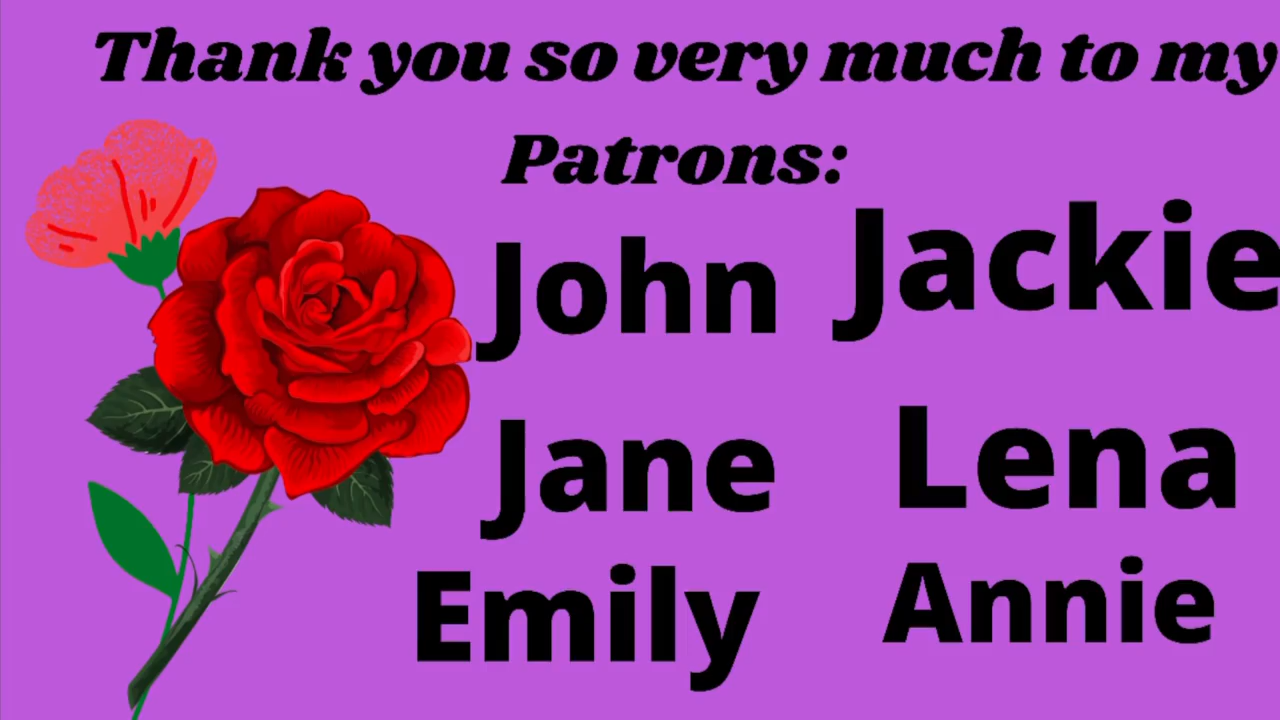 Thank you so very much to my
Patrons:
John Jackie
Jane Lena
Emily Annie